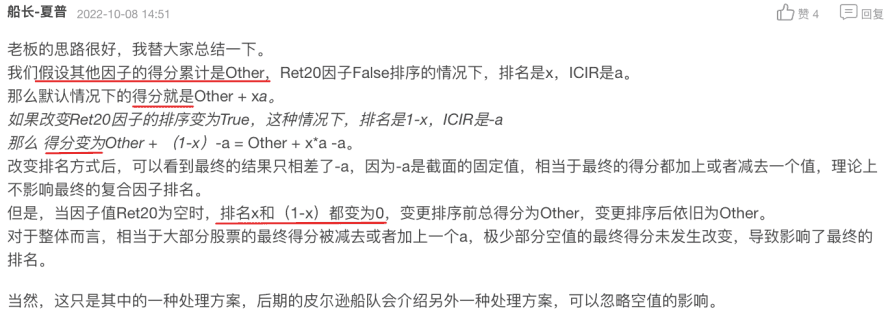 船长-夏普 2022-10-08 14:51 赞 4 回复
老板的思路很好，我替大家总结一下。
我们假设其他因子的得分累计是Other，Ret20因子False排序的情况下，排名是x，ICIR是a。
那么默认情况下的得分就是Other + xa。
如果改变Ret20因子的排序变为True，这种情况下，排名是1-x，ICIR是-a
那么 得分变为Other + （1-x）-a = Other + x*a -a。
改变排名方式后，可以看到最终的结果只相差了-a，因为-a是截面的固定值，相当于最终的得分都加上或者减去一个值，理论上
不影响最终的复合因子排名。
但是，当因子值Ret20为空时，排名x和（1-x）都变为0，变更排序前总得分为Other，变更排序后依旧为Other。
对于整体而言，相当于大部分股票的最终得分被减去或者加上一个a，极少部分空值的最终得分未发生改变，导致影响了最终的
排名。
当然，这只是其中的一种处理方案，后期的皮尔逊船队会介绍另外一种处理方案，可以忽略空值的影响。